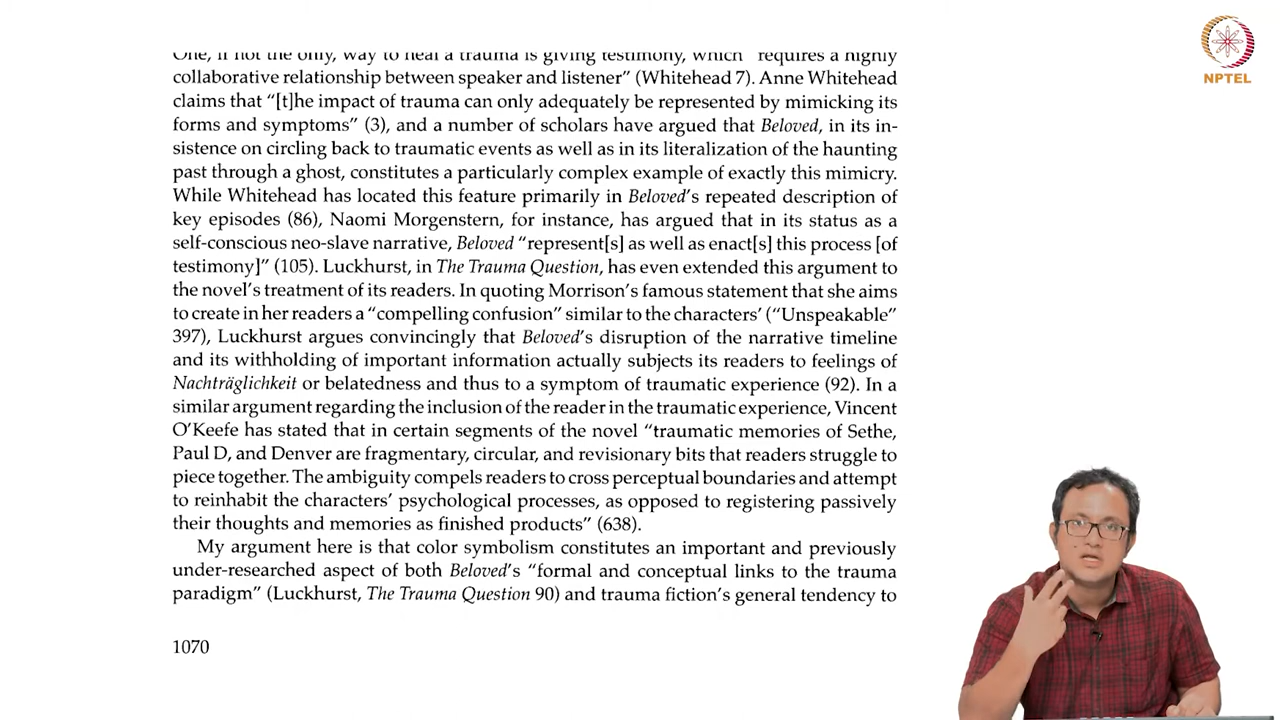 One, if not the only, way to heal a trauma is giving testimony, which "requires a highly
collaborative relationship between speaker and listener" (Whitehead 7). Anne Whitehead
claims that "[t]he impact of trauma can only adequately be represented by mimicking its
forms and symptoms" (3), and a number of scholars have argued that Beloved, in its in-
sistence on circling back to traumatic events as well as in its literalization of the haunting
past through a ghost, constitutes a particularly complex example of exactly this mimicry.
While Whitehead has located this feature primarily in Beloved's repeated description of
key episodes (86), Naomi Morgenstern, for instance, has argued that in its status as a
self-conscious neo-slave narrative, Beloved "represent[s] as well as enact[s] this process [of
testimony]" (105). Luckhurst, in The Trauma Question, has even extended this argument to
the novel's treatment of its readers. In quoting Morrison's famous statement that she aims
to create in her readers a "compelling confusion" similar to the characters' ("Unspeakable"
397), Luckhurst argues convincingly that Beloved's disruption of the narrative timeline
and its withholding of important information actually subjects its readers to feelings of
Nachträglichkeit or belatedness and thus to a symptom of traumatic experience (92). In a
similar argument regarding the inclusion of the reader in the traumatic experience, Vincent
O'Keefe has stated that in certain segments of the novel "traumatic memories of Sethe,
Paul D, and Denver are fragmentary, circular, and revisionary bits that readers struggle to
piece together. The ambiguity compels readers to cross perceptual boundaries and attempt
to reinhabit the characters' psychological processes, as opposed to registering passively
their thoughts and memories as finished products" (638).
My argument here is that color symbolism constitutes an important and previously
under-researched aspect of both Beloved's "formal and conceptual links to the trauma
paradigm" (Luckhurst, The Trauma Question 90) and trauma fiction's general tendency to
1070
NPTEL